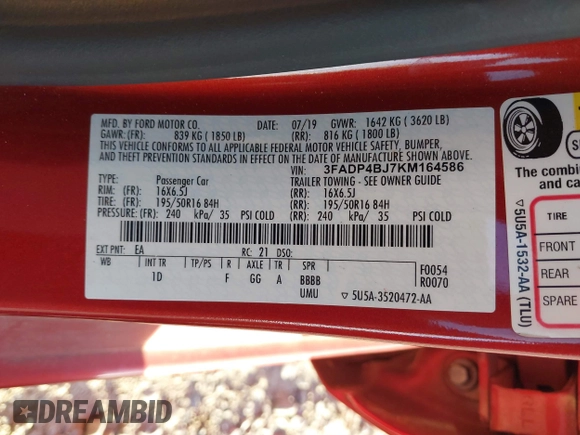 MFD. BY FORD MOTOR CO.
DATE: 07/19 GVWR: 1642 KG ( 3620 LB)
GAWR: (FR): 839 KG ( 1850 LB) (RR): 816 KG ( 1800 LB)
THIS VEHICLE CONFORMS TO ALL APPLICABLE FEDERAL MOTOR VEHICLE SAFETY, BUMPER,
AND THEFT PREVENTION STANDARDS IN EFFECT ON THE DATE OF MANUFACTURE SHOWN ABOVE.
VIN: 3FADP4BJ7KM164586
TYPE: Passenger Car TRAILER TOWING - SEE OWNER GUIDE
RIM: (FR): 16X6.5J (RR): 16X6.5J
TIRE: (FR): 195/50R16 84H (RR): 195/50R16 84H
PRESSURE: (FR): 240 kPa/ 35 PSI COLD (RR): 240 kPa/ 35 PSI COLD
EXT PNT: EA RC: 21 DSO:
WB INT TR TP/PS R AXLE TR SPR
1D F GG A BBBB
UMU
F0054
R0070
▽ 5U5A-3520472-AA
The combin
and ca
TIRE
FRONT
REAR
SPARE
▽ 5U5A-1532-AA (TLU)
DREAMBID